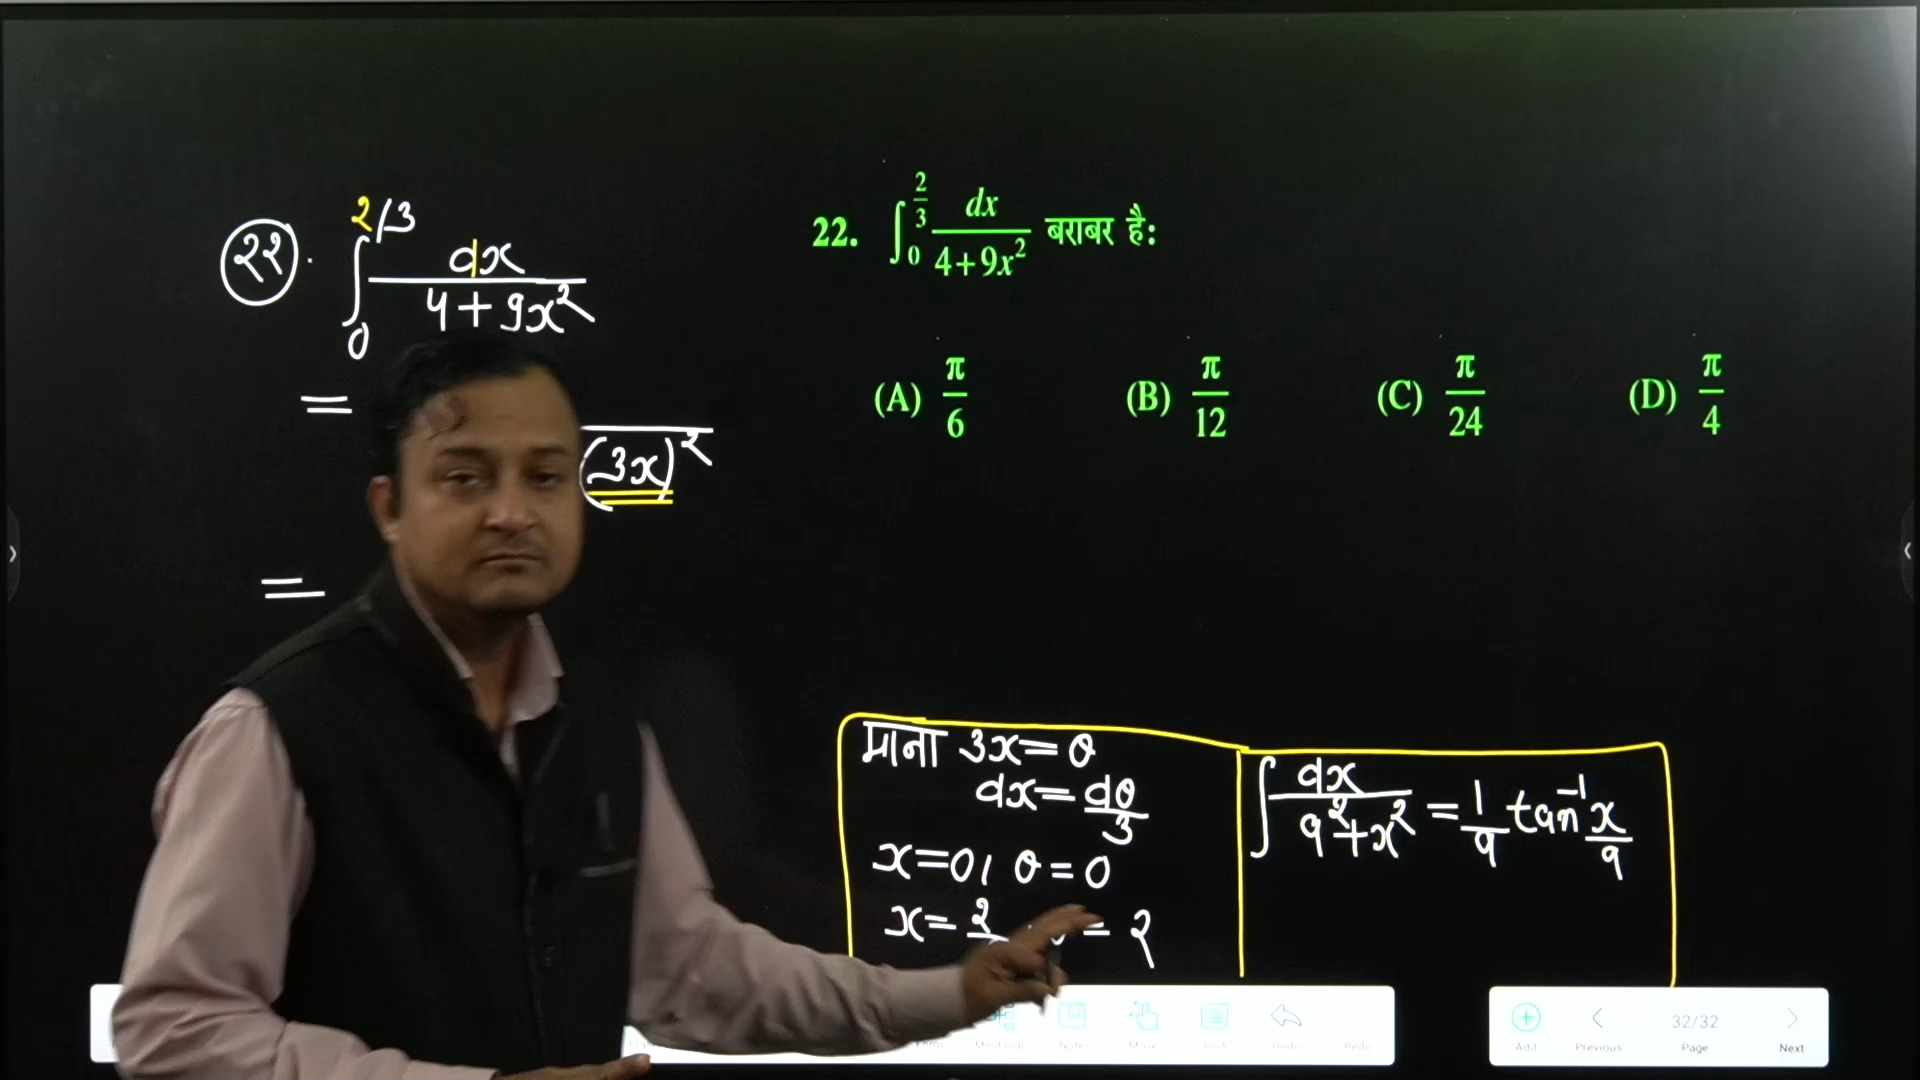 २२. ∫₀^2/3 dx / 4+9x²
=
(3x)²
=
22. ∫₀^2/3 dx / 4+9x² बराबर है:
(A) π/6 (B) π/12 (C) π/24 (D) π/4
माना 3x=θ
dx=dθ/3
x=0, θ=0
x=2 = 2
∫dx / a²+x² = 1/a tan⁻¹ x/a
32/32
Add Previous Page Next